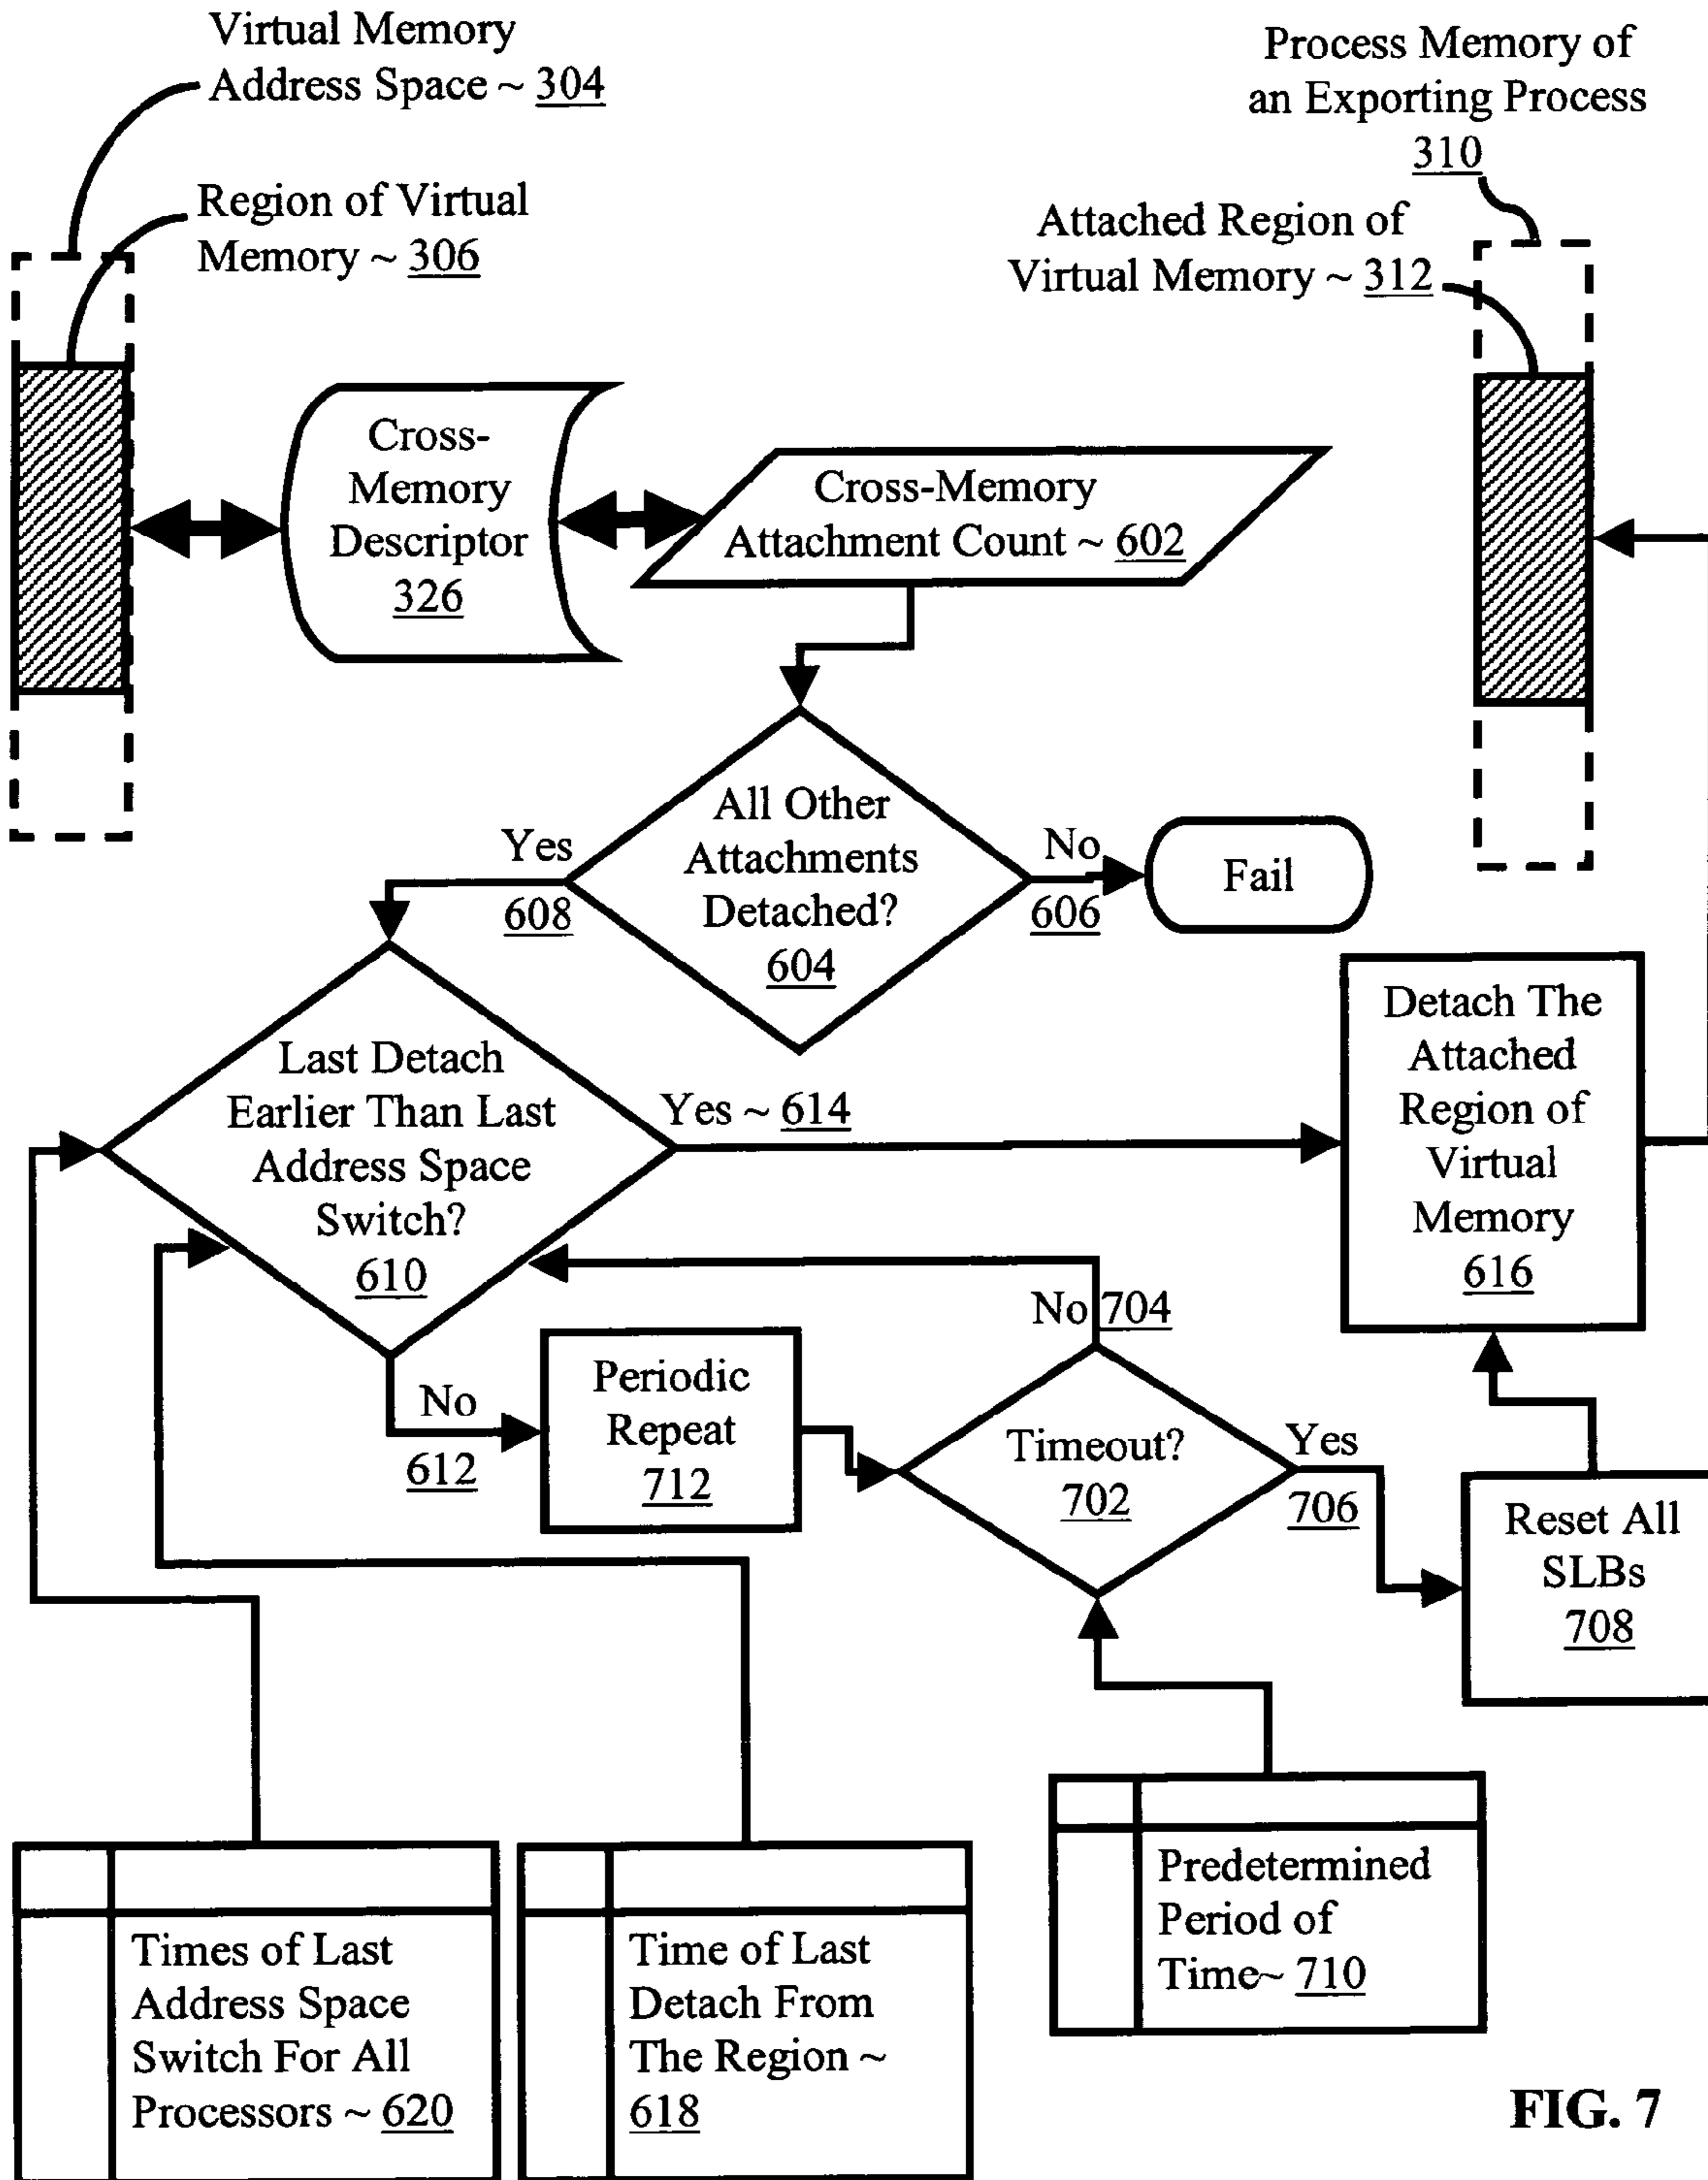 Virtual Memory
Address Space ~ 304
Process Memory of
an Exporting Process
310
Region of Virtual
Memory ~ 306
Attached Region of
Virtual Memory ~ 312
Cross-
Memory
Descriptor
326
Cross-Memory
Attachment Count ~ 602
All Other
Attachments
Detached?
604
Yes
608
No
606
Fail
Last Detach
Earlier Than Last
Address Space
Switch?
610
Yes ~ 614
Detach The
Attached
Region of
Virtual
Memory
616
No
612
Periodic
Repeat
712
No 704
Timeout?
702
Yes
706
Reset All
SLBs
708
Predetermined
Period of
Time~ 710
Times of Last
Address Space
Switch For All
Processors ~ 620
Time of Last
Detach From
The Region ~
618
FIG. 7